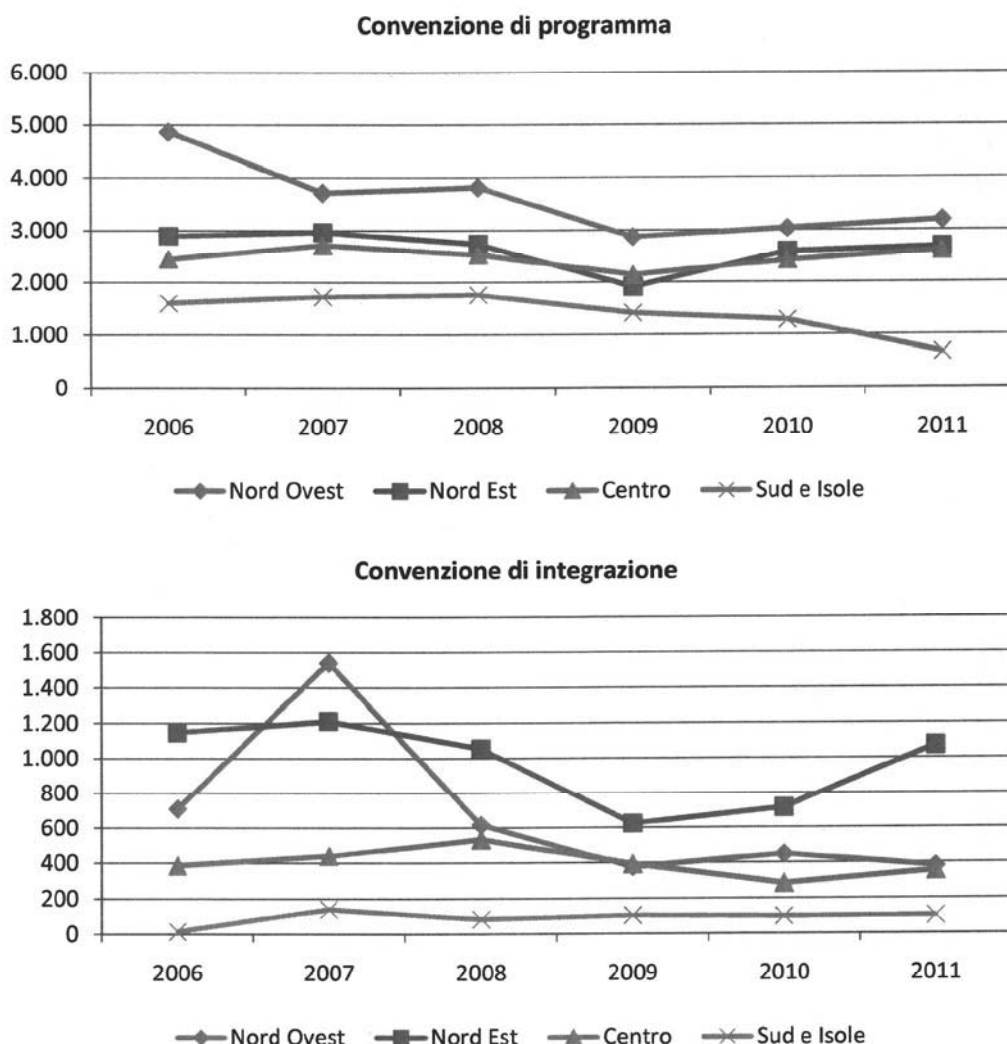 Convenzione di programma
6.000
5.000
4.000
3.000
2.000
1.000
0
2006 2007 2008 2009 2010 2011
Nord Ovest Nord Est Centro Sud e Isole
Convenzione di integrazione
1.800
1.600
1.400
1.200
1.000
800
600
400
200
0
2006 2007 2008 2009 2010 2011
Nord Ovest Nord Est Centro Sud e Isole